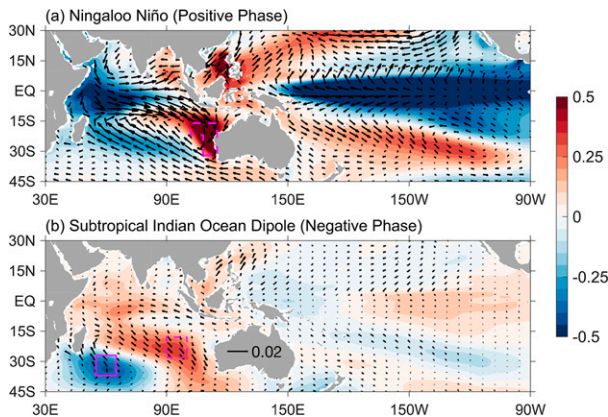 (a) Ningaloo Niño (Positive Phase)
30N
15N
EQ
15S
30S
45S
30E 90E 150E 150W 90W
0.5
0.25
0
-0.25
-0.5
(b) Subtropical Indian Ocean Dipole (Negative Phase)
30N
15N
EQ
15S
30S
45S
0.02
30E 90E 150E 150W 90W